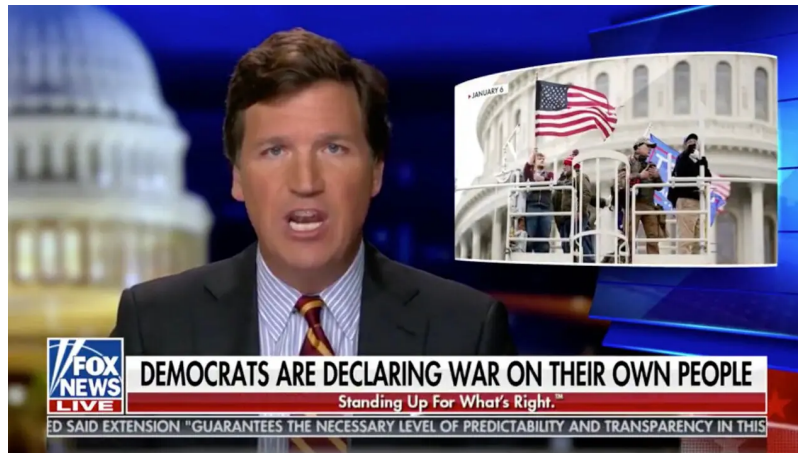 ▸JANUARY 6
FOX
NEWS
LIVE
DEMOCRATS ARE DECLARING WAR ON THEIR OWN PEOPLE
Standing Up For What's Right.™
ED SAID EXTENSION "GUARANTEES THE NECESSARY LEVEL OF PREDICTABILITY AND TRANSPARENCY IN THIS